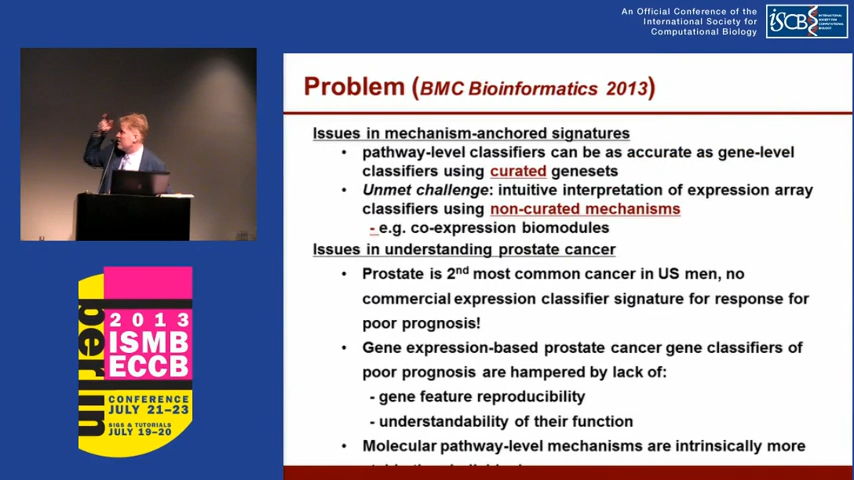 An Official Conference of the
International Society for
Computational Biology
ISCB
INTERNATIONAL
SOCIETY FOR
COMPUTATIONAL
BIOLOGY
Problem (BMC Bioinformatics 2013)
Issues in mechanism-anchored signatures
• pathway-level classifiers can be as accurate as gene-level
classifiers using curated genesets
• Unmet challenge: intuitive interpretation of expression array
classifiers using non-curated mechanisms
- e.g. co-expression biomodules
Issues in understanding prostate cancer
• Prostate is 2nd most common cancer in US men, no
commercial expression classifier signature for response for
poor prognosis!
• Gene expression-based prostate cancer gene classifiers of
poor prognosis are hampered by lack of:
- gene feature reproducibility
- understandability of their function
• Molecular pathway-level mechanisms are intrinsically more
berlin
2013
ISMB
ECCB
CONFERENCE
JULY 21-23
SIGS & TUTORIALS
JULY 19-20